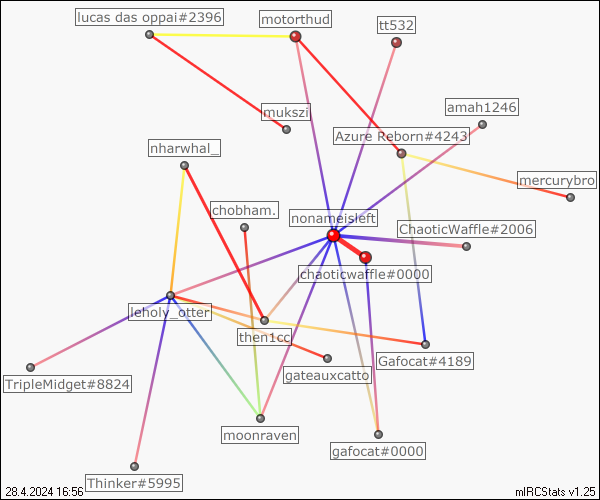 lucas das oppai#2396
motorthud
tt532
mukszi
amah1246
Azure Reborn#4243
nharwhal_
mercurybro
chobham.
nonameisleft
ChaoticWaffle#2006
chaoticwaffle#0000
leholy_otter
then1cc
Gafocat#4189
gateauxcatto
TripleMidget#8824
moonraven
gafocat#0000
Thinker#5995
28.4.2024 16:56
mIRCStats v1.25